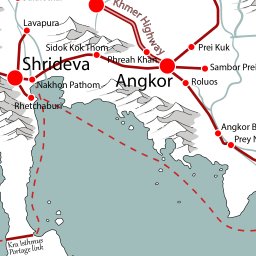 Lavapura
Khmer Highway
Sidok Kok Thom
Prei Kuk
Shrideva
Phreah Khan
Sambor Prei
Angkor
Nakhon Pathom
Roluos
Rhetchaburi
Angkor B
Prey N
Kra Isthmus
Portage link